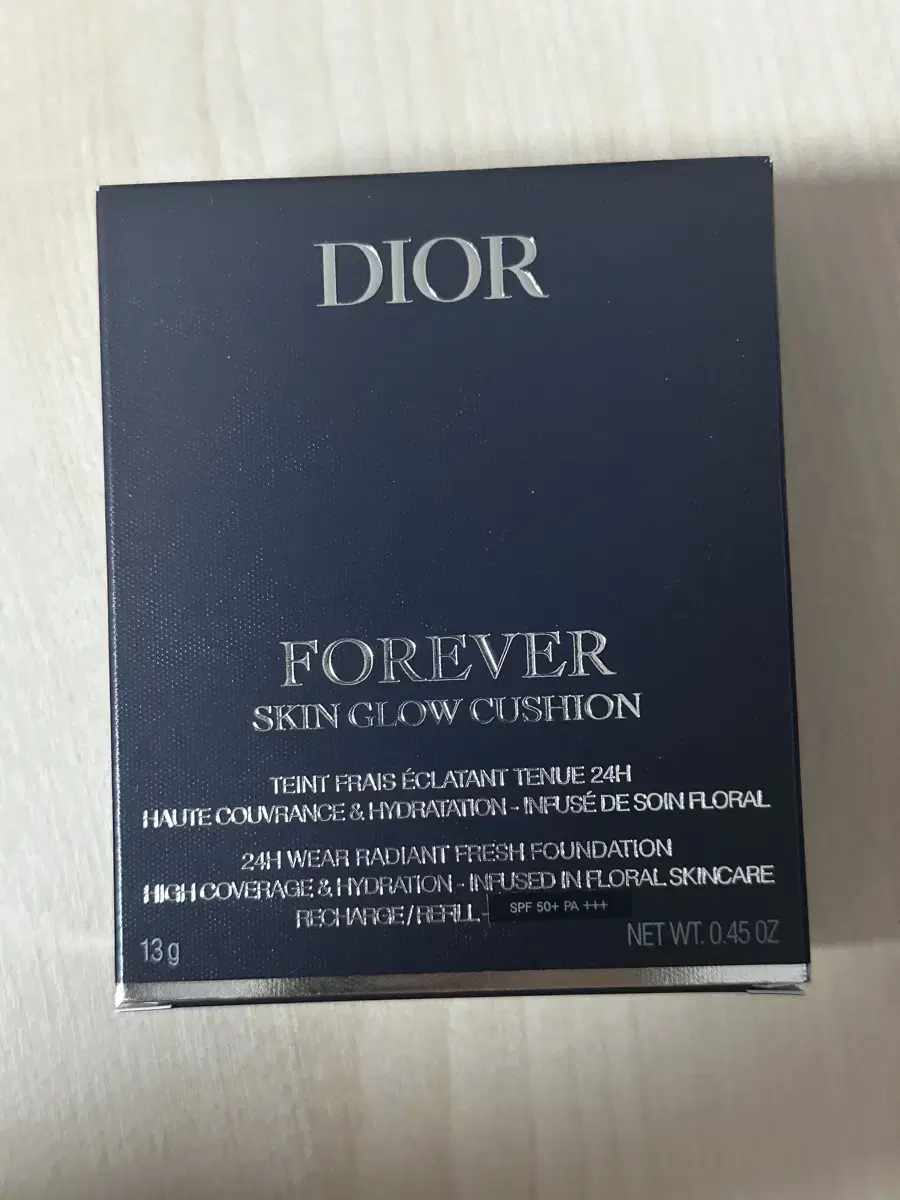 DIOR
FOREVER
SKIN GLOW CUSHION
TEINT FRAIS ÉCLATANT TENUE 24H
HAUTE COUVRANCE & HYDRATATION - INFUSÉ DE SOIN FLORAL
24H WEAR RADIANT FRESH FOUNDATION
HIGH COVERAGE & HYDRATION - INFUSED IN FLORAL SKINCARE
RECHARGE/REFILL - SPF 50+ PA +++
13 g NET WT. 0.45 OZ